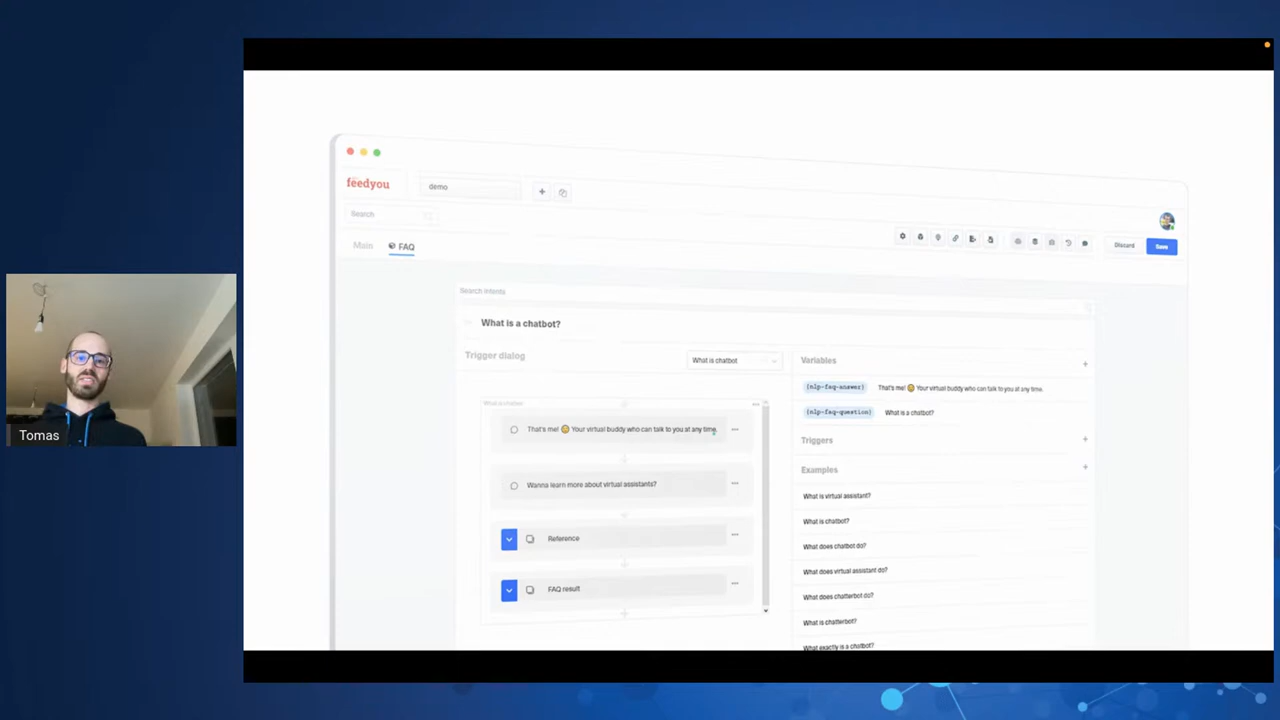 feedyou
demo
Search
Main
FAQ
Discard
Save
Search intents
What is a chatbot?
Trigger dialog
What is chatbot
What is chatbot
That's me! 😊 Your virtual buddy who can talk to you at any time.
Wanna learn more about virtual assistants?
Reference
FAQ result
Variables
{nlp-faq-answer} That's me! 😊 Your virtual buddy who can talk to you at any time.
{nlp-faq-question} What is a chatbot?
Triggers
Examples
What is virtual assistant?
What is chatbot?
What does chatbot do?
What does virtual assistant do?
What does chatterbot do?
What is chatterbot?
What exactly is a chatbot?
Tomas